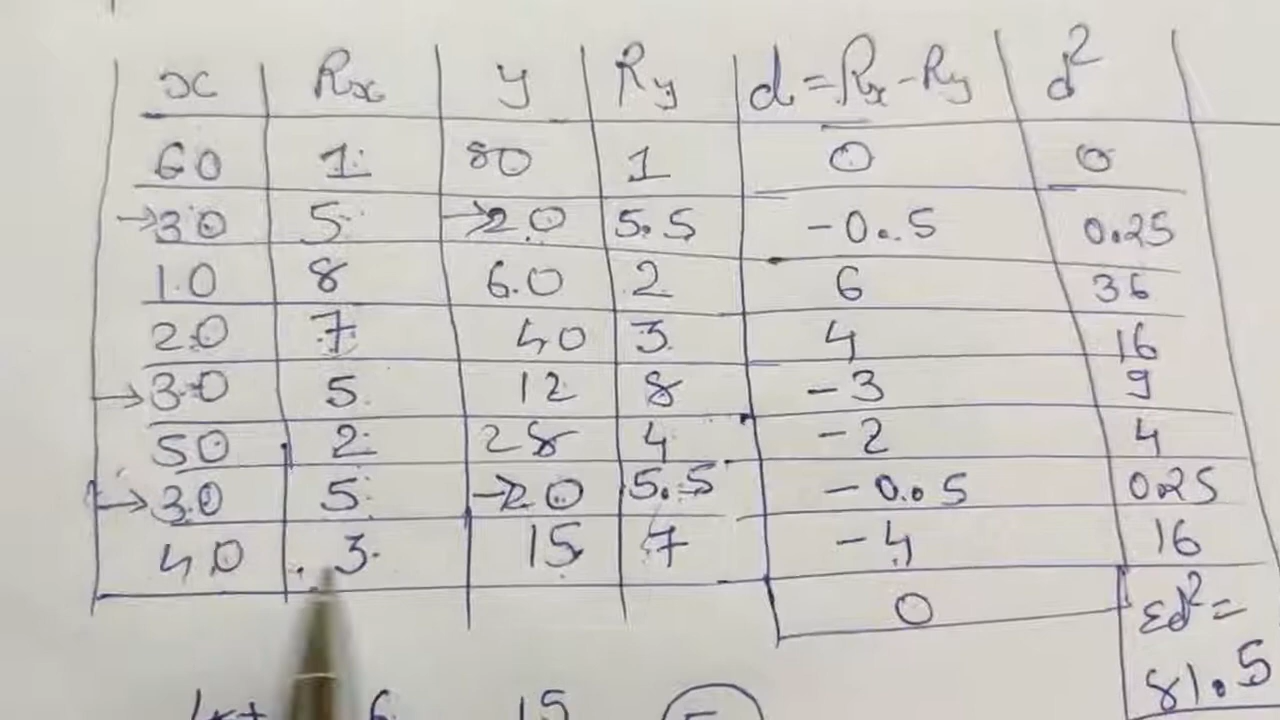 x Rx y Ry d = Rx - Ry d²
60 1 80 1 0 0
→30 5 →20 5.5 -0.5 0.25
10 8 60 2 6 36
20 7 40 3 4 16
→30 5 12 8 -3 9
50 2 28 4 -2 4
→30 5 →20 5.5 -0.5 025
40 3 15 7 -4 16
0 Σd² =
81.5
6 15